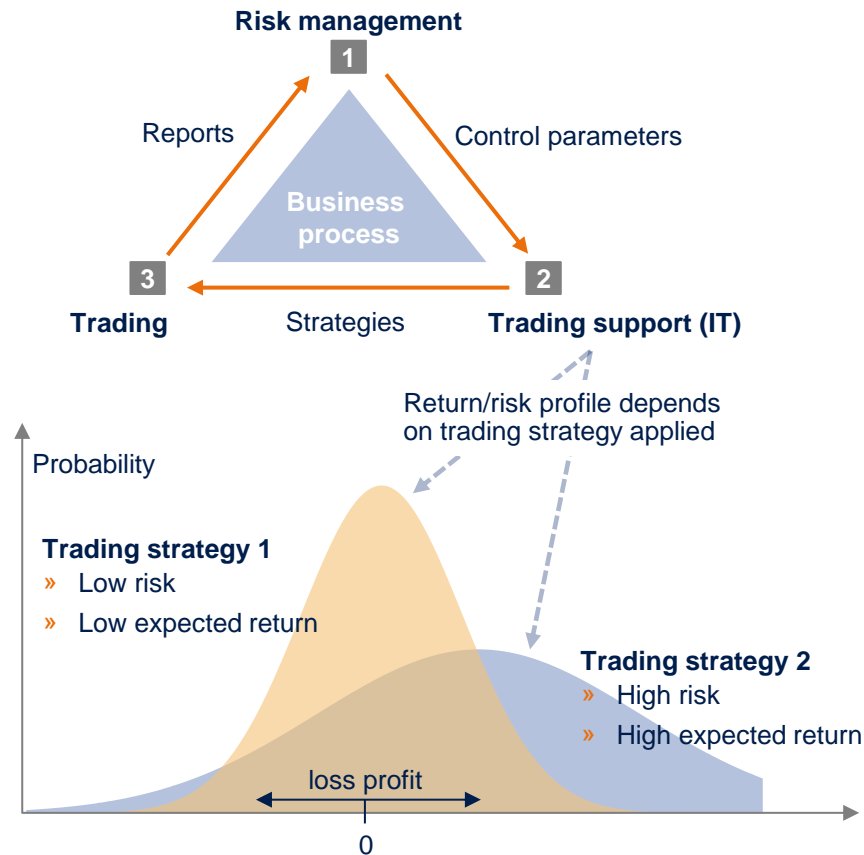 Risk management
1
Reports
Control parameters
Business
process
3
2
Trading
Strategies
Trading support (IT)
Return/risk profile depends
on trading strategy applied
Probability
Trading strategy 1
» Low risk
» Low expected return
Trading strategy 2
» High risk
» High expected return
loss profit
0